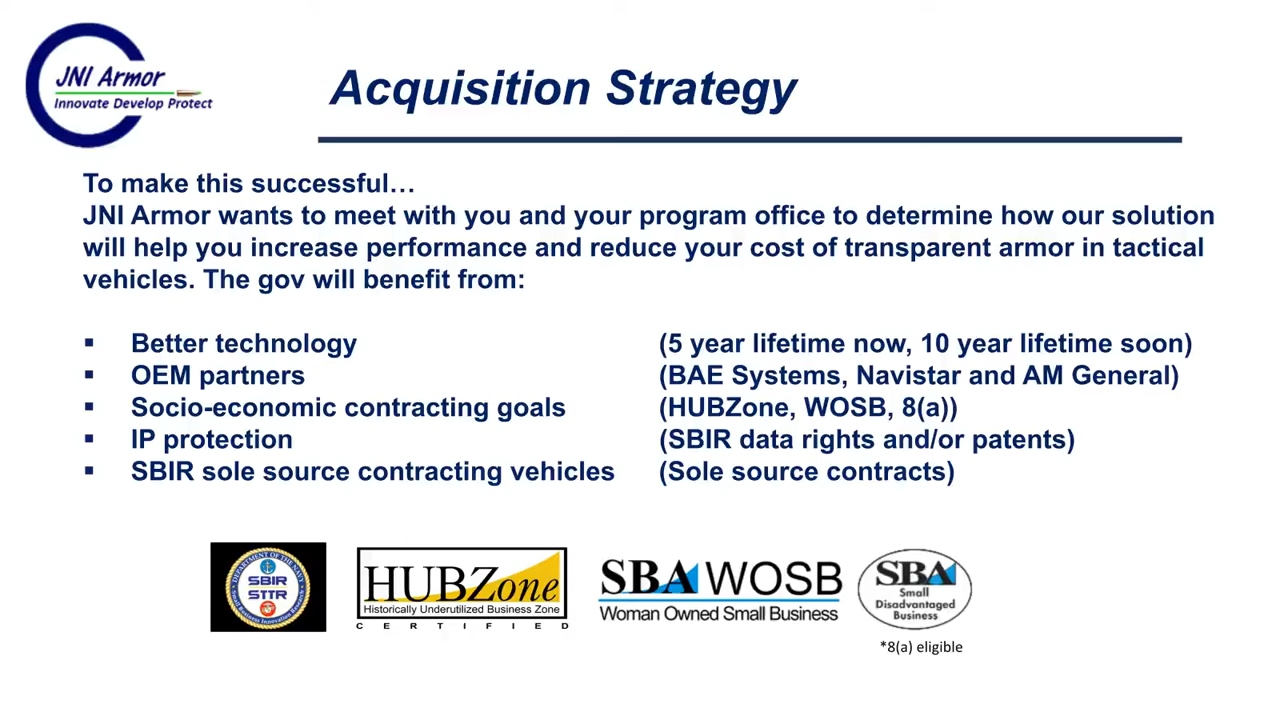 JNI Armor
Innovate Develop Protect
Acquisition Strategy
To make this successful…
JNI Armor wants to meet with you and your program office to determine how our solution
will help you increase performance and reduce your cost of transparent armor in tactical
vehicles. The gov will benefit from:
▪ Better technology (5 year lifetime now, 10 year lifetime soon)
▪ OEM partners (BAE Systems, Navistar and AM General)
▪ Socio-economic contracting goals (HUBZone, WOSB, 8(a))
▪ IP protection (SBIR data rights and/or patents)
▪ SBIR sole source contracting vehicles (Sole source contracts)
DEPARTMENT OF THE NAVY
SBIR
STTR
HUBZone
Historically Underutilized Business Zone
CERTIFIED
SBA WOSB
Woman Owned Small Business
SBA
Small
Disadvantaged
Business
*8(a) eligible